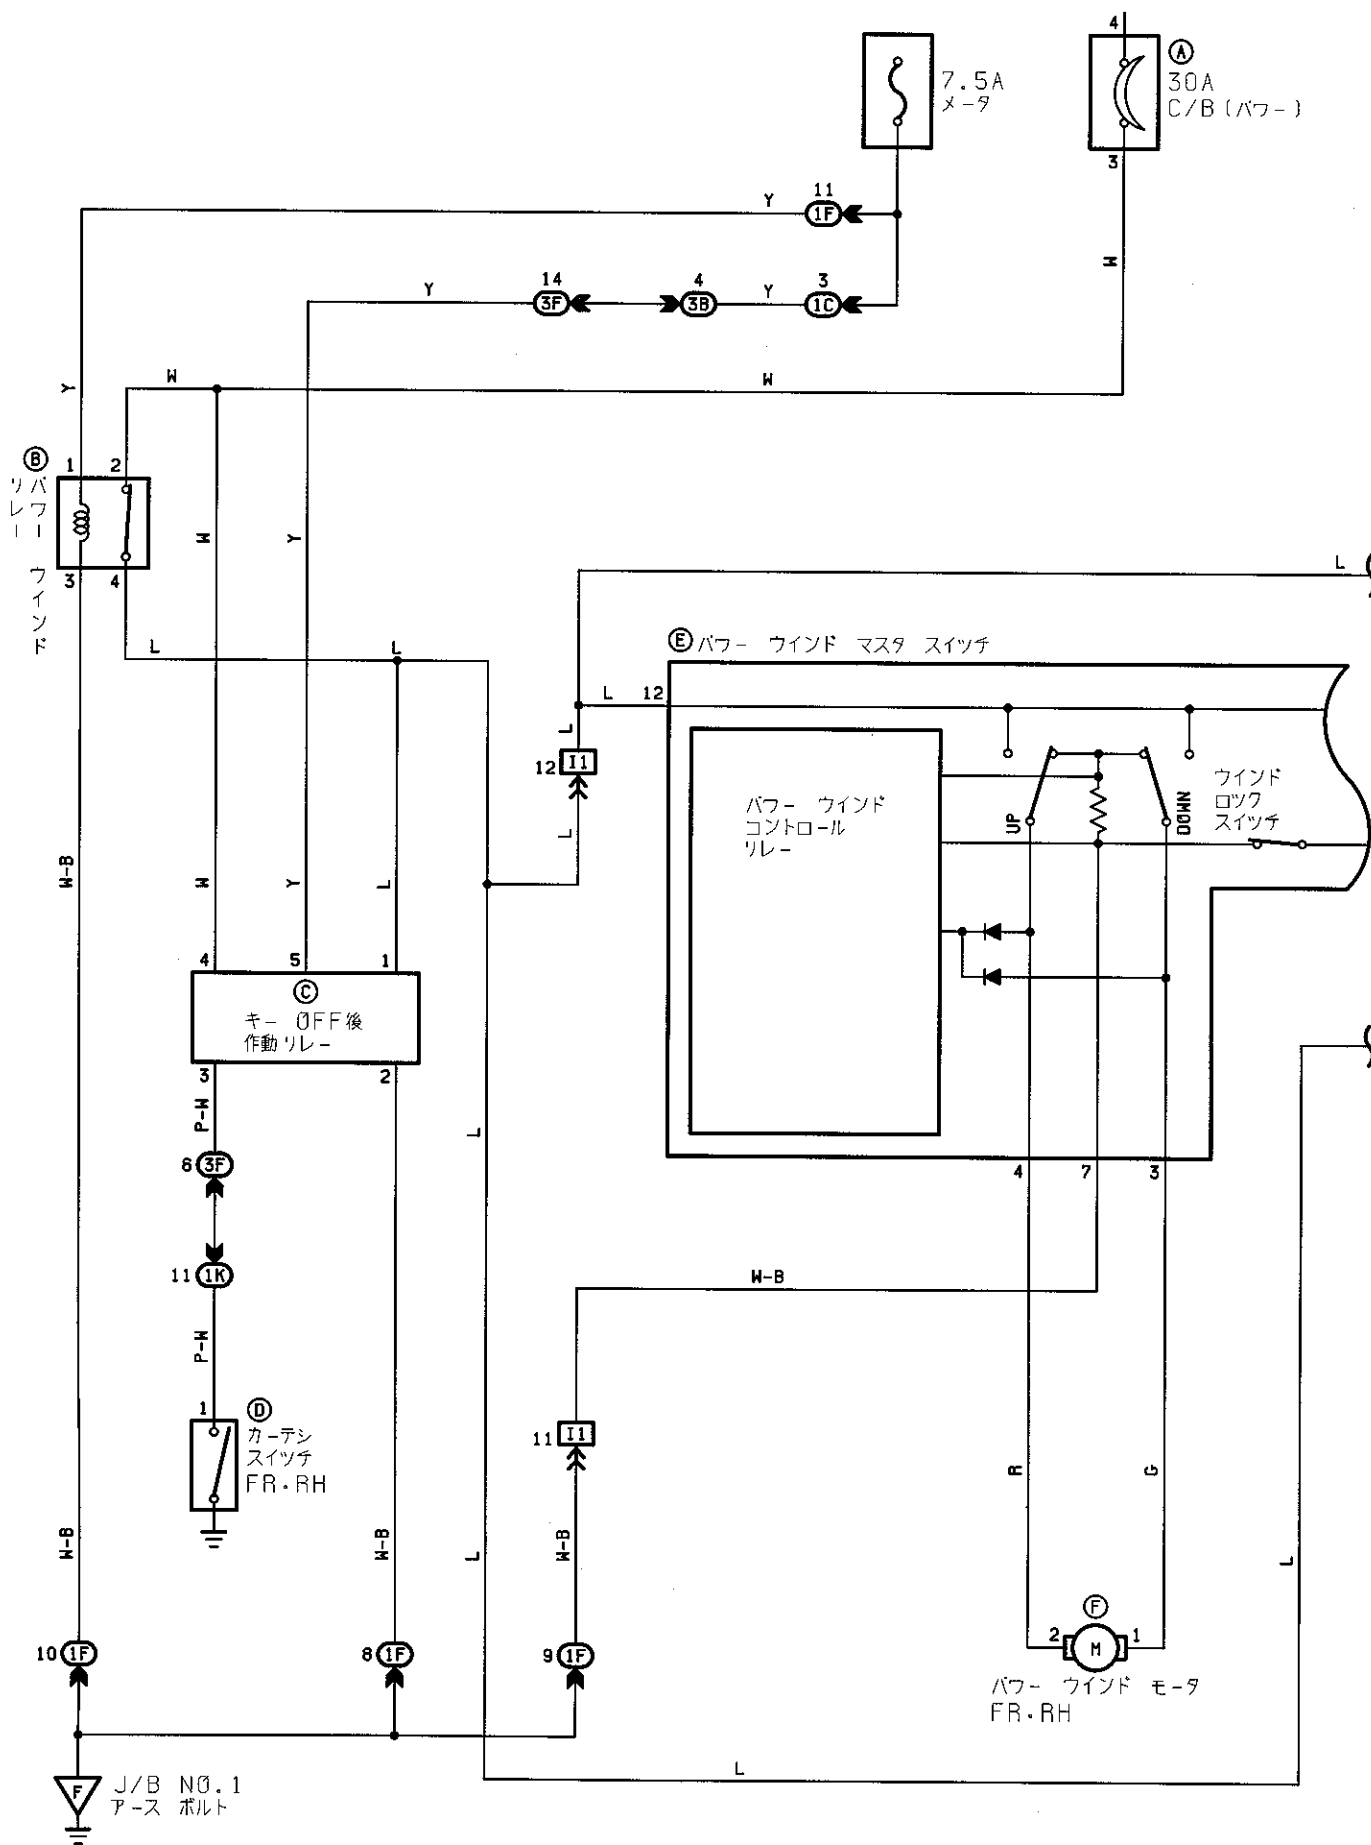 4
Ⓐ
7.5A
メータ
30A
C/B(パワー)
3
11
Y
1F
W
14
4
3
Y
3F
3B
Y
1C
W
W
Y
Ⓑ
1
2
パワー ウインド
リレー
W
Y
3
4
L
L
L
Ⓔ パワー ウインド マスタ スイッチ
L
12
L
12
I1
L
パワー ウインド
コントロール
リレー
UP
DOWN
ウインド
ロック
スイッチ
W-B
W
Y
L
4
5
1
Ⓒ
キー OFF後
作動リレー
3
2
P-W
L
6
3F
4
7
3
11
1K
W-B
P-W
1
Ⓓ
カーテシ
スイッチ
FR.RH
11
I1
R
G
W-B
W-B
L
W-B
L
Ⓕ
10
1F
8
1F
9
1F
2
M
1
パワー ウインド モータ
FR.RH
L
F
J/B NO.1
アース ボルト